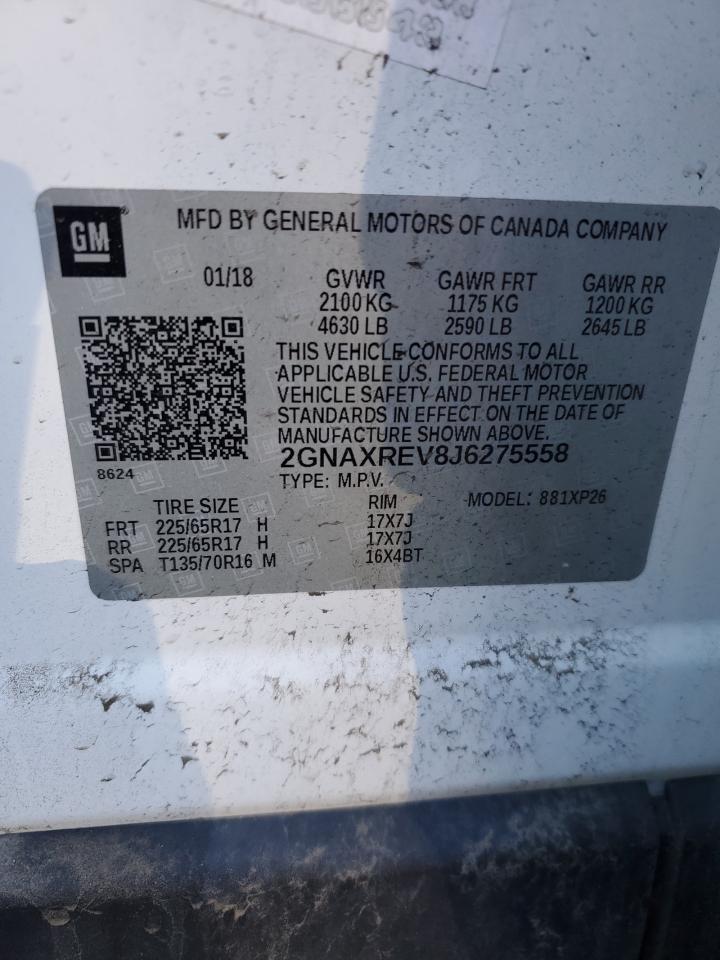 GM
MFD BY GENERAL MOTORS OF CANADA COMPANY
01/18 GVWR GAWR FRT GAWR RR
2100 KG 1175 KG 1200 KG
4630 LB 2590 LB 2645 LB
THIS VEHICLE CONFORMS TO ALL
APPLICABLE U.S. FEDERAL MOTOR
VEHICLE SAFETY AND THEFT PREVENTION
STANDARDS IN EFFECT ON THE DATE OF
MANUFACTURE SHOWN ABOVE.
8624 2GNAXREV8J6275558
TYPE: M.P.V. MODEL: 881XP26
TIRE SIZE RIM
FRT 225/65R17 H 17X7J
RR 225/65R17 H 17X7J
SPA T135/70R16 M 16X4BT